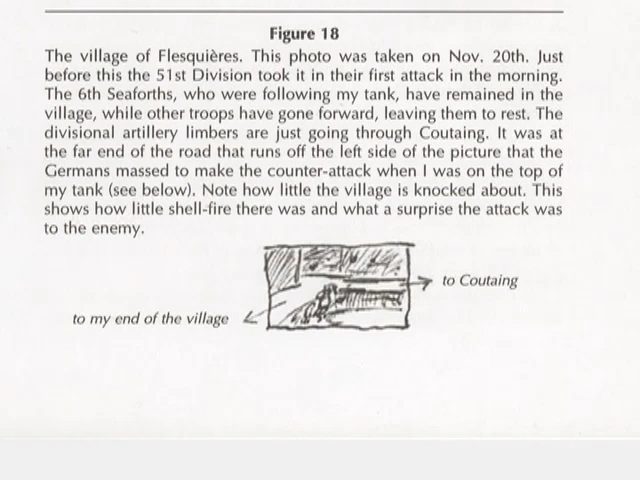 Figure 18
The village of Flesquières. This photo was taken on Nov. 20th. Just
before this the 51st Division took it in their first attack in the morning.
The 6th Seaforths, who were following my tank, have remained in the
village, while other troops have gone forward, leaving them to rest. The
divisional artillery limbers are just going through Coutaing. It was at
the far end of the road that runs off the left side of the picture that the
Germans massed to make the counter-attack when I was on the top of
my tank (see below). Note how little the village is knocked about. This
shows how little shell-fire there was and what a surprise the attack was
to the enemy.
to Coutaing
to my end of the village